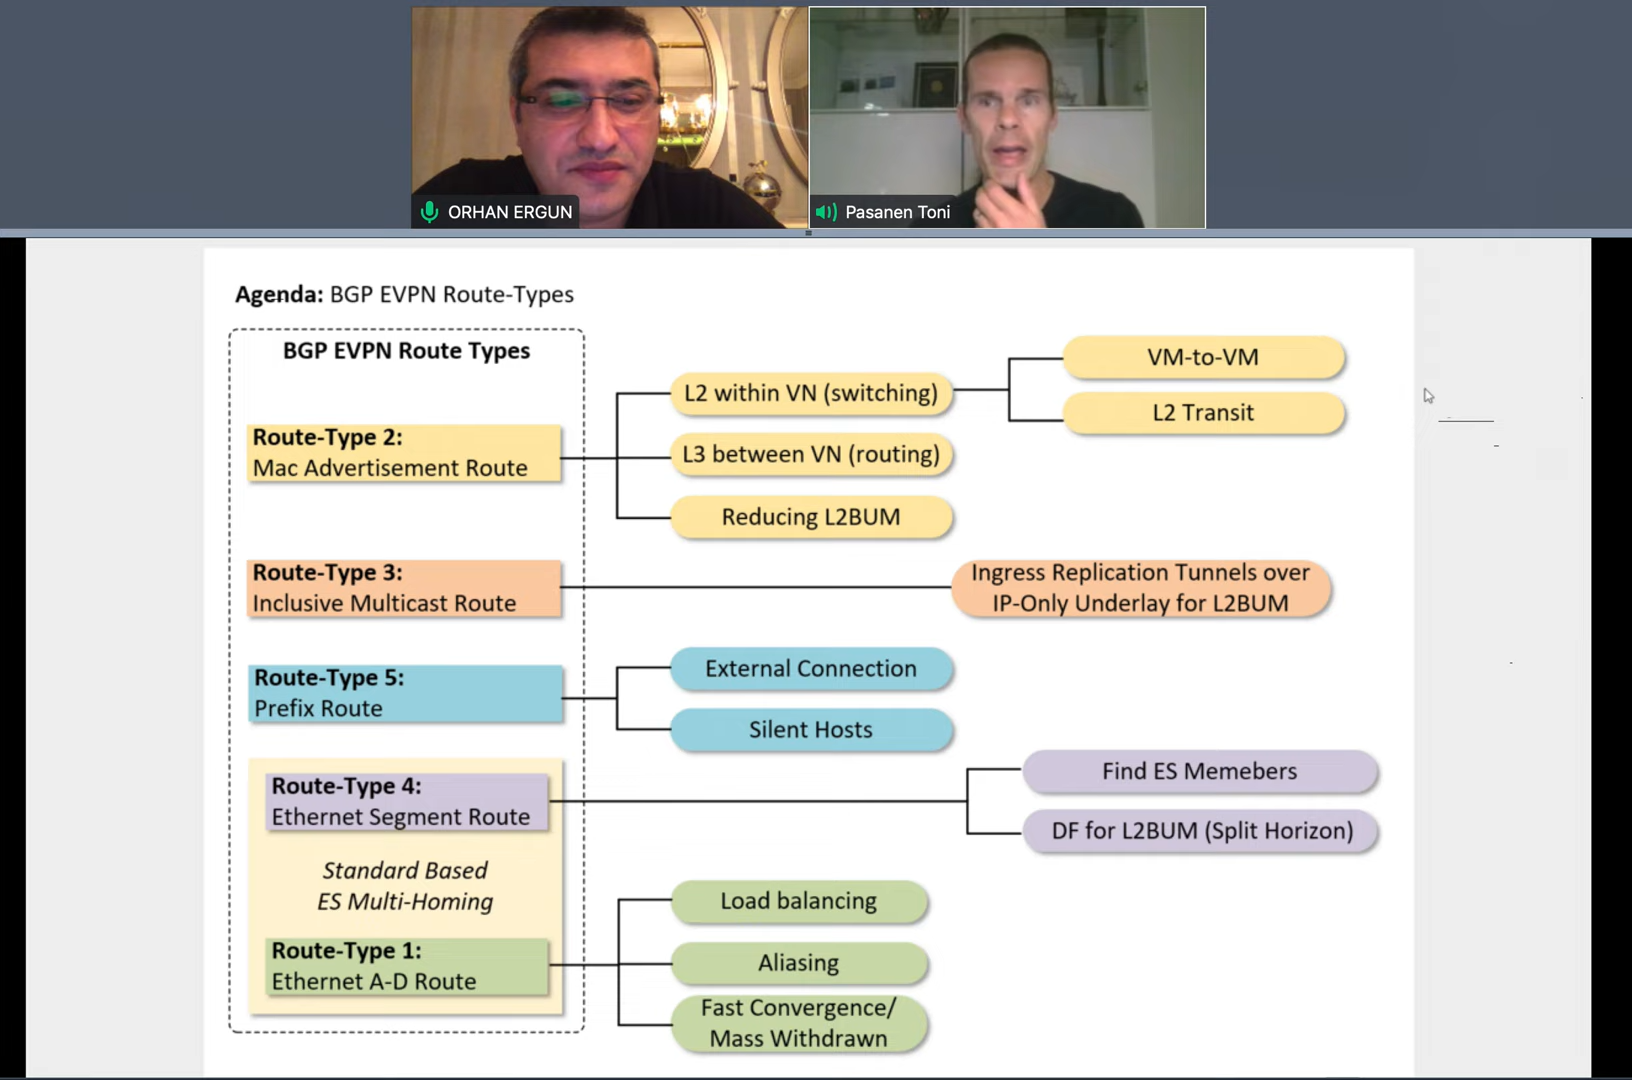 ORHAN ERGUN
Pasanen Toni
Agenda: BGP EVPN Route-Types
BGP EVPN Route Types
Route-Type 2:
Mac Advertisement Route
L2 within VN (switching)
VM-to-VM
L2 Transit
L3 between VN (routing)
Reducing L2BUM
Route-Type 3:
Inclusive Multicast Route
Ingress Replication Tunnels over
IP-Only Underlay for L2BUM
Route-Type 5:
Prefix Route
External Connection
Silent Hosts
Route-Type 4:
Ethernet Segment Route
Find ES Memebers
DF for L2BUM (Split Horizon)
Standard Based
ES Multi-Homing
Route-Type 1:
Ethernet A-D Route
Load balancing
Aliasing
Fast Convergence/
Mass Withdrawn